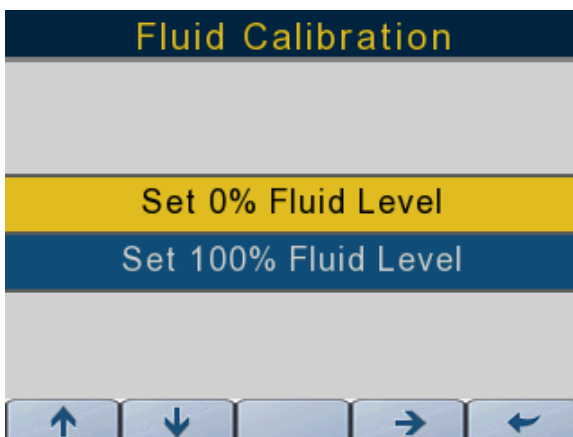 Fluid Calibration
Set 0% Fluid Level
Set 100% Fluid Level